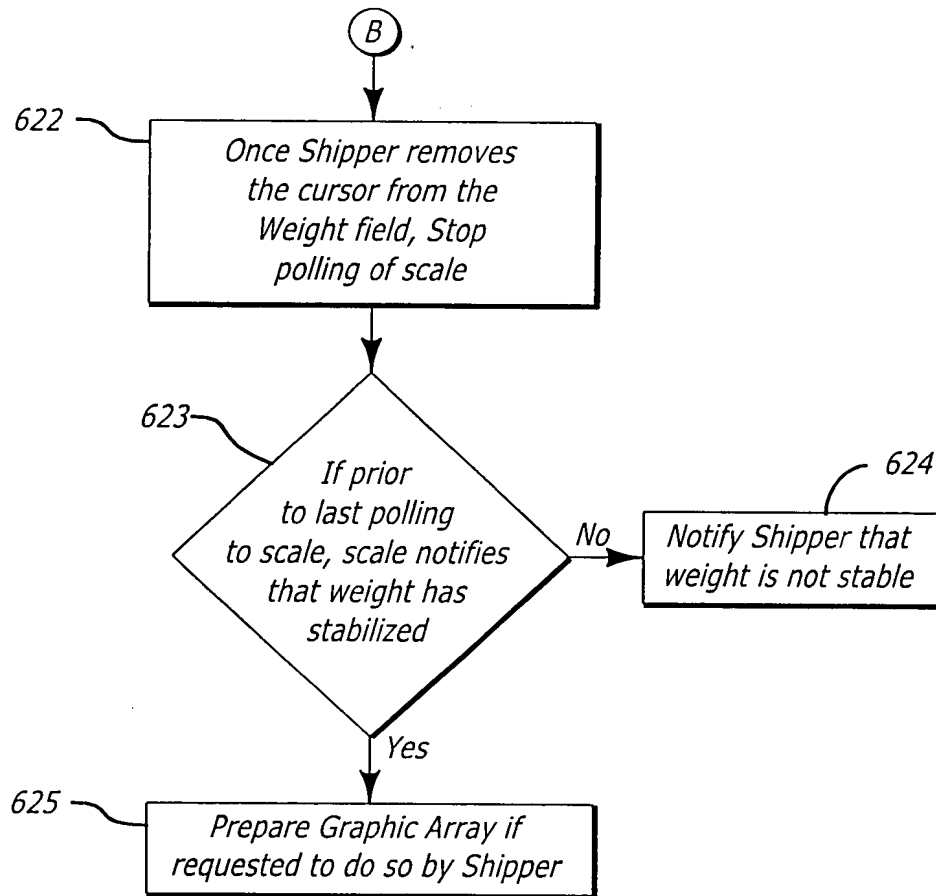 B
622
Once Shipper removes
the cursor from the
Weight field, Stop
polling of scale
623
If prior
to last polling
to scale, scale notifies
that weight has
stabilized
No
624
Notify Shipper that
weight is not stable
Yes
625
Prepare Graphic Array if
requested to do so by Shipper